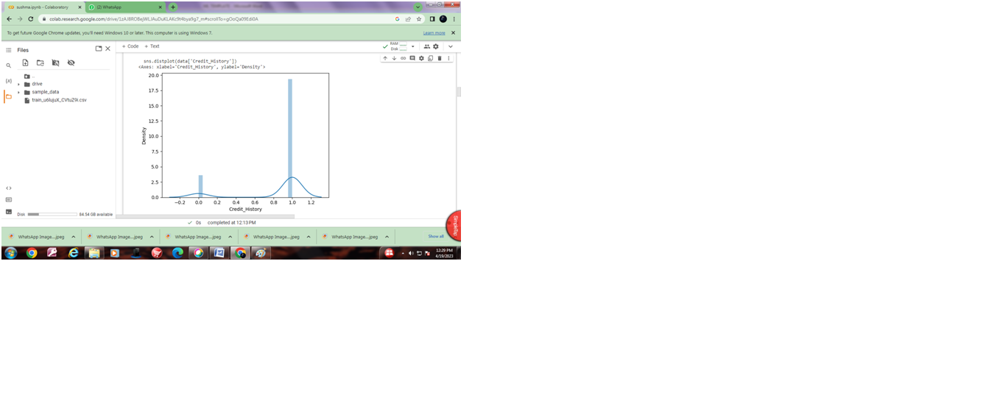 sushma.ipynb - Colaboratory
(2) WhatsApp
colab.research.google.com/drive/1zAJ8ROBejWLJAuDuKLAKc9t4bya9g7_m#scrollTo=gOoQa09Edi0A
To get future Google Chrome updates, you'll need Windows 10 or later. This computer is using Windows 7.
Learn more
Files
+ Code + Text
RAM
Disk
..
drive
sample_data
train_u6lujuX_CVtuZ9i.csv
sns.distplot(data['Credit_History'])
<Axes: xlabel='Credit_History', ylabel='Density'>
20.0
17.5
15.0
12.5
10.0
7.5
5.0
2.5
0.0
Density
−0.2 0.0 0.2 0.4 0.6 0.8 1.0 1.2
Credit_History
Disk 84.54 GB available
0s completed at 12:13 PM
WhatsApp Image....jpeg
WhatsApp Image....jpeg
WhatsApp Image....jpeg
WhatsApp Image....jpeg
WhatsApp Image....jpeg
Show all
12:29 PM
4/19/2023